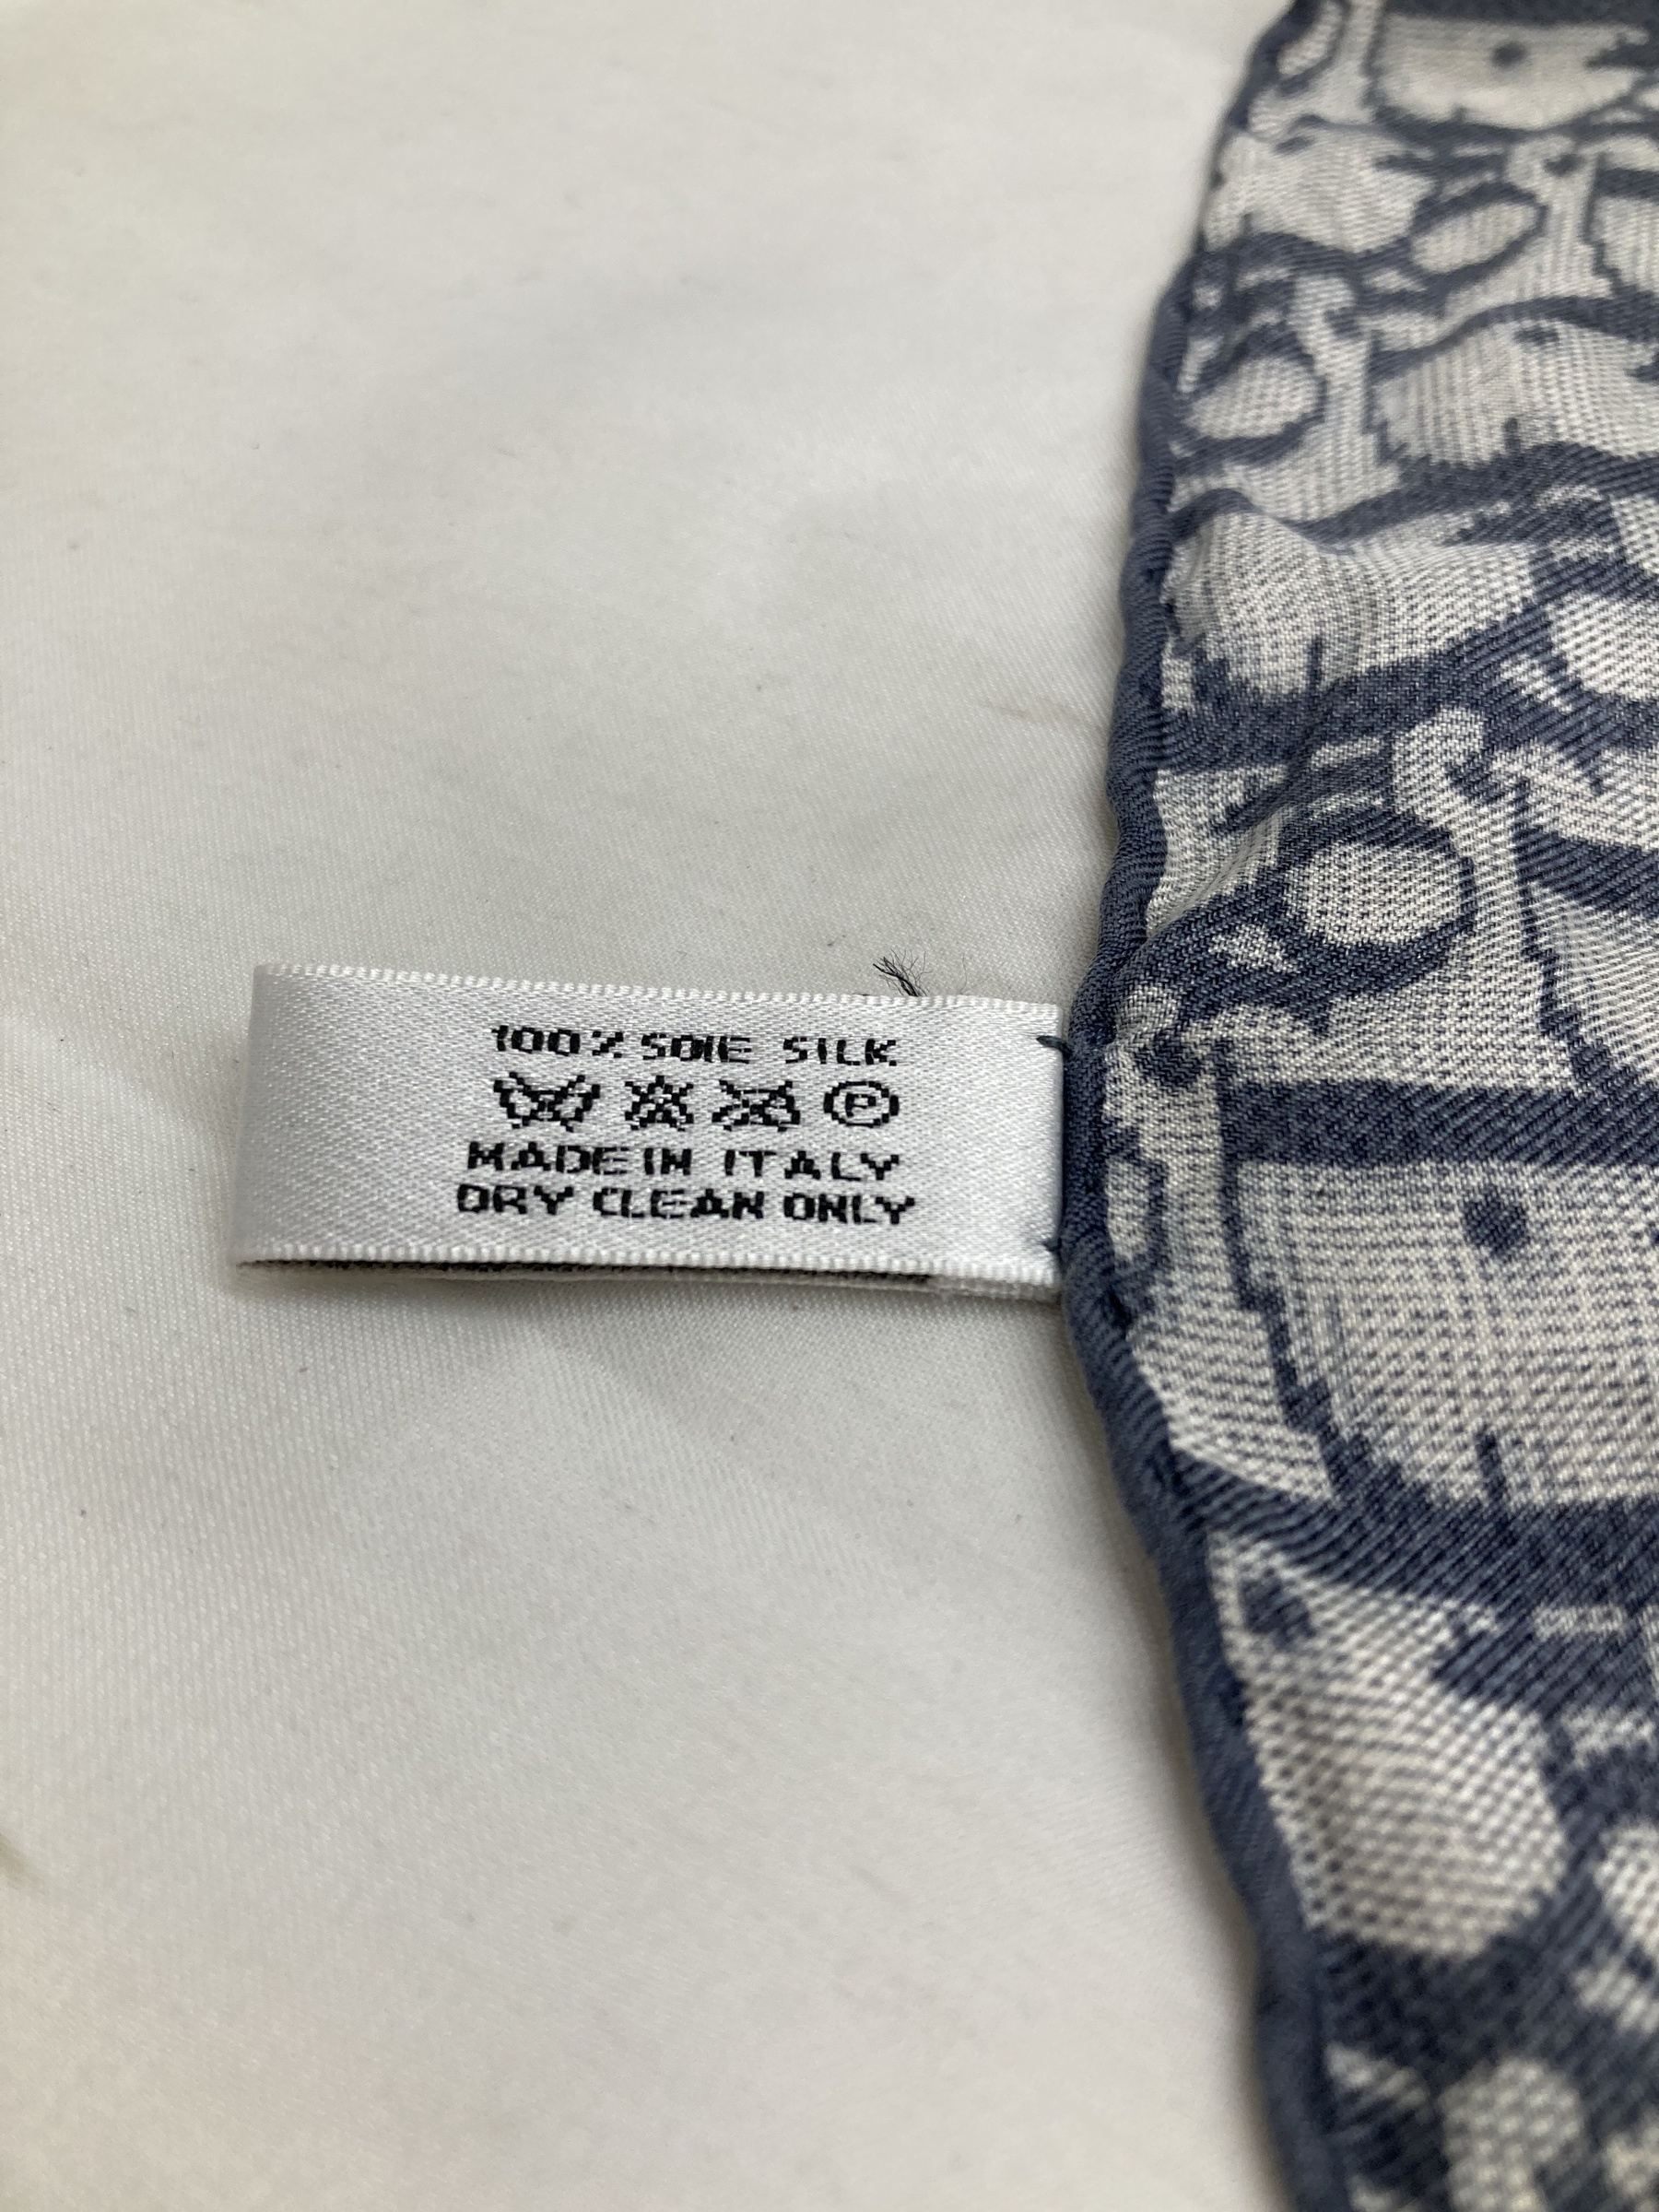 100% SOIE SILK
P
MADE IN ITALY
DRY CLEAN ONLY